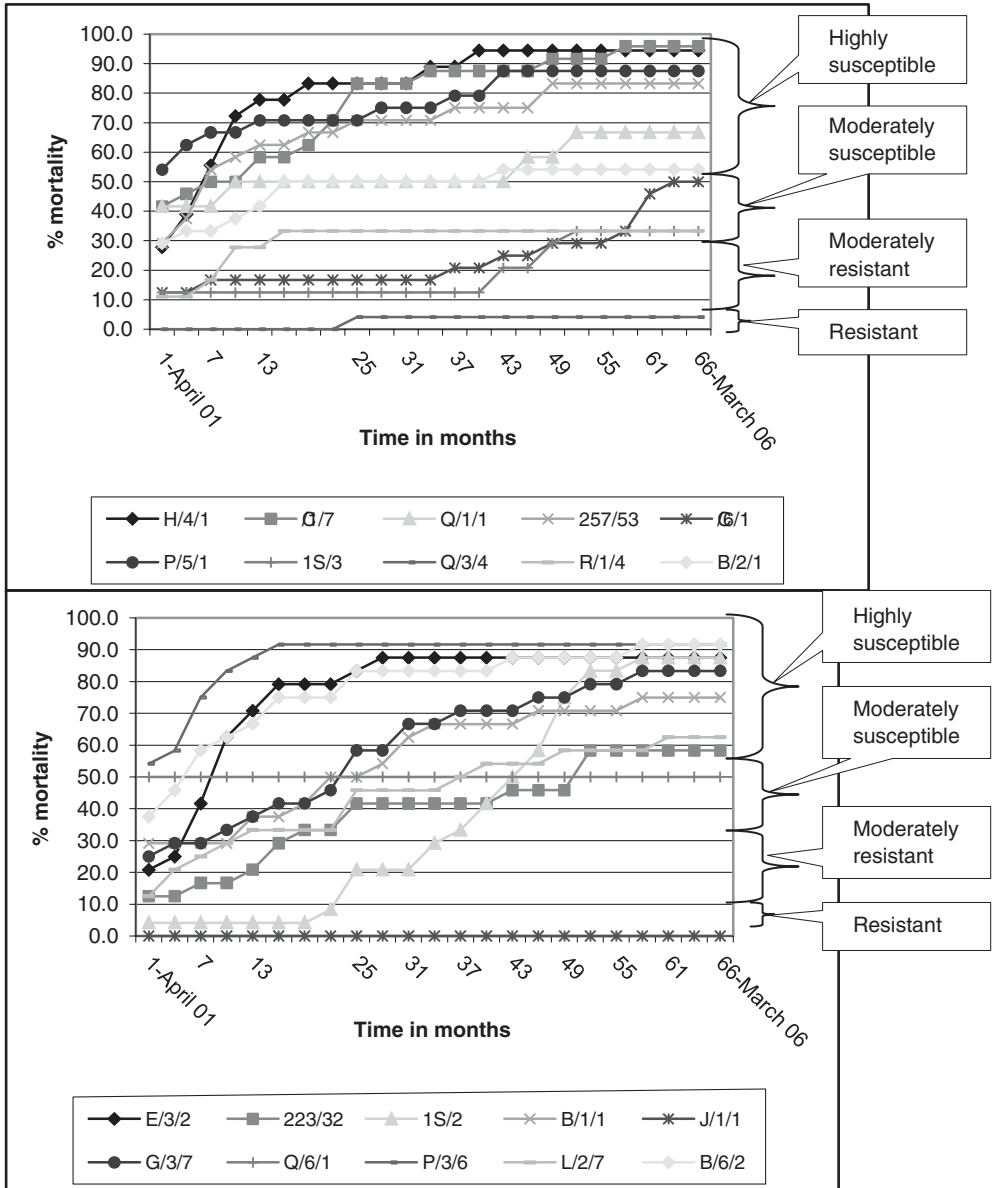 100.0
90.0
80.0
70.0
60.0
50.0
40.0
30.0
20.0
10.0
0.0
% mortality
1-April 01
7
13
25
31
37
43
49
55
61
66-March 06
Time in months
Highly
susceptible
Moderately
susceptible
Moderately
resistant
Resistant
H/4/1 Q/1/1 257/53
P/5/1 1S/3 Q/3/4 R/1/4 B/2/1
100.0
90.0
80.0
70.0
60.0
50.0
40.0
30.0
20.0
10.0
0.0
% mortality
1-April 01
7
13
25
31
37
43
49
55
61
66-March 06
Time in months
Highly
susceptible
Moderately
susceptible
Moderately
resistant
Resistant
E/3/2 223/32 1S/2 B/1/1 J/1/1
G/3/7 Q/6/1 P/3/6 L/2/7 B/6/2